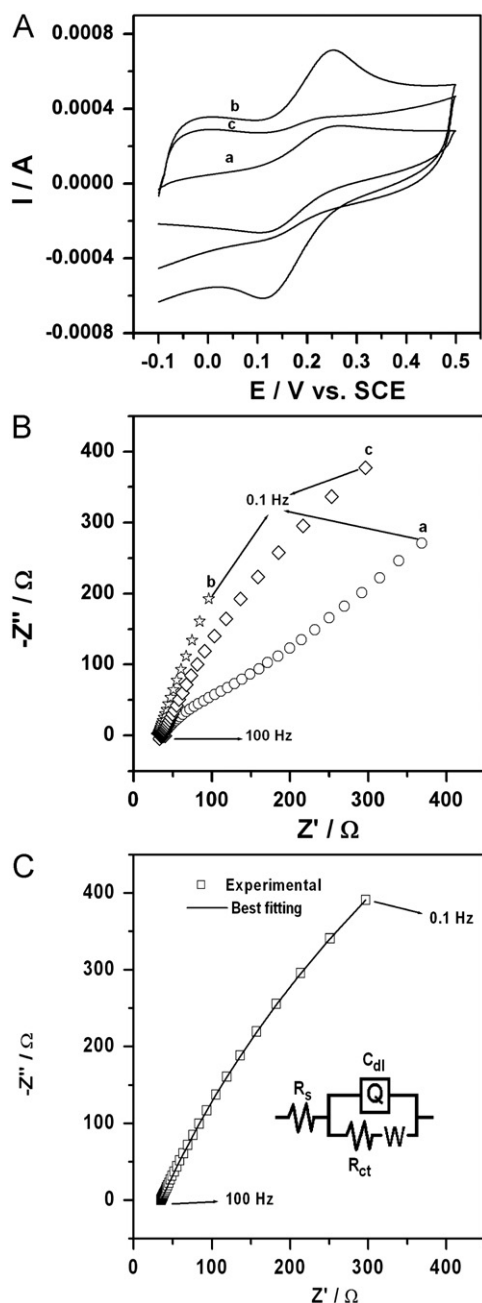 A
0.0008
0.0004
0.0000
-0.0004
-0.0008
I / A
b
c
a
-0.1 0.0 0.1 0.2 0.3 0.4 0.5
E / V vs. SCE
B
400
300
200
100
0
-Z'' / Ω
c
0.1 Hz
a
b
100 Hz
0 100 200 300 400
Z' / Ω
C
400
300
200
100
0
-Z'' / Ω
Experimental
Best fitting
0.1 Hz
Cdl
Q
Rs
W
Rct
100 Hz
0 100 200 300 400
Z' / Ω